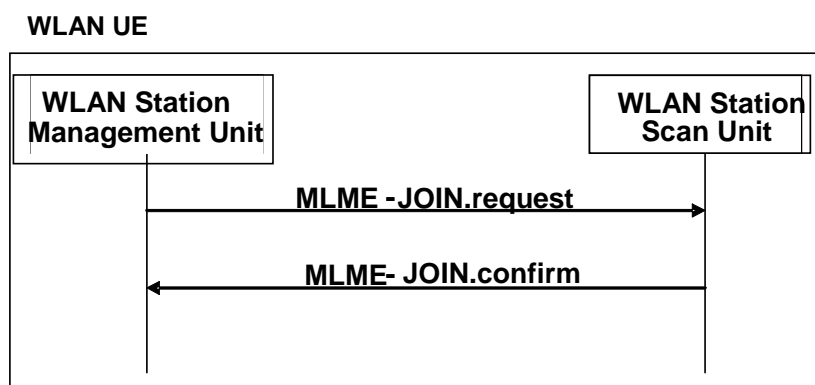 WLAN UE
WLAN Station
Management Unit
WLAN Station
Scan Unit
MLME -JOIN.request
MLME- JOIN.confirm